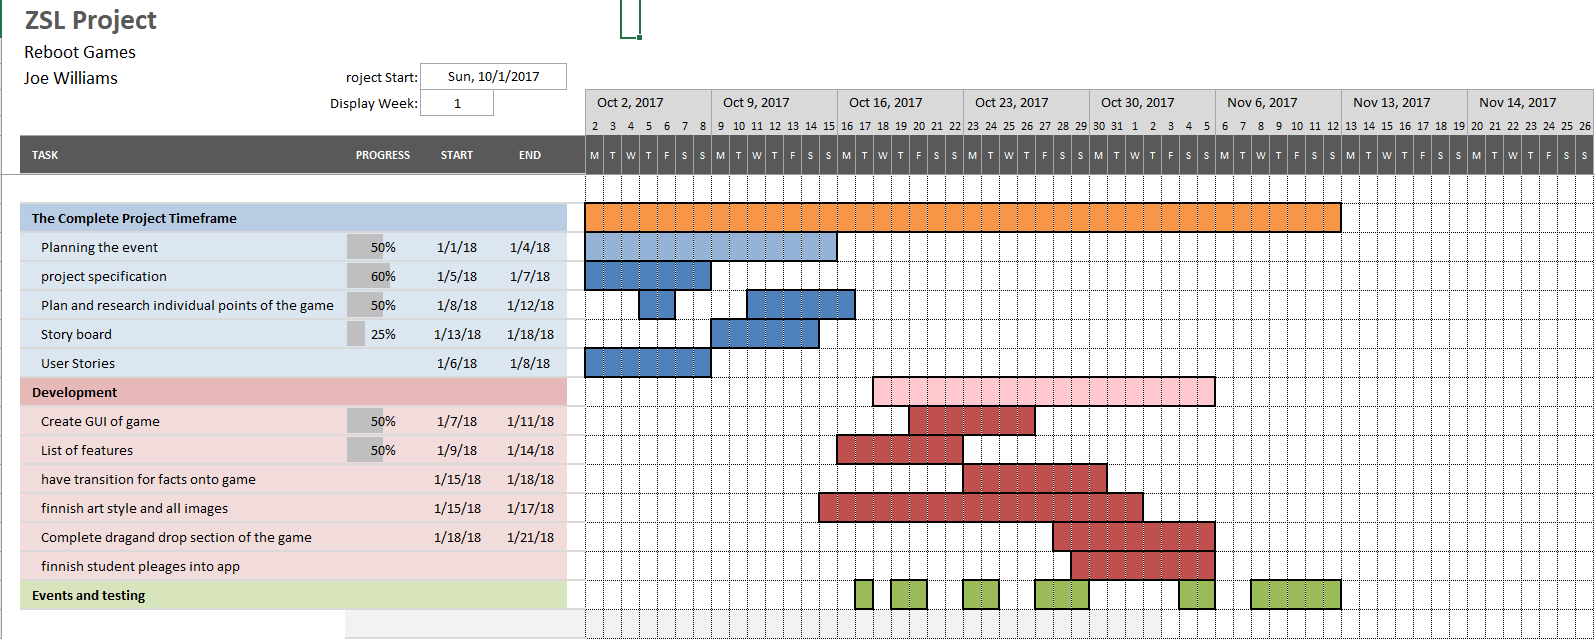 ZSL Project
Reboot Games
Joe Williams
roject Start: Sun, 10/1/2017
Display Week: 1
Oct 2, 2017 Oct 9, 2017 Oct 16, 2017 Oct 23, 2017 Oct 30, 2017 Nov 6, 2017 Nov 13, 2017 Nov 14, 2017
2 3 4 5 6 7 8 9 10 11 12 13 14 15 16 17 18 19 20 21 22 23 24 25 26 27 28 29 30 31 1 2 3 4 5 6 7 8 9 10 11 12 13 14 15 16 17 18 19 20 21 22 23 24 25 26
TASK PROGRESS START END M T W T F S S M T W T F S S M T W T F S S M T W T F S S M T W T F S S M T W T F S S M T W T F S S M T W T F S S
The Complete Project Timeframe
Planning the event 50% 1/1/18 1/4/18
project specification 60% 1/5/18 1/7/18
Plan and research individual points of the game 50% 1/8/18 1/12/18
Story board 25% 1/13/18 1/18/18
User Stories 1/6/18 1/8/18
Development
Create GUI of game 50% 1/7/18 1/11/18
List of features 50% 1/9/18 1/14/18
have transition for facts onto game 1/15/18 1/18/18
finnish art style and all images 1/15/18 1/17/18
Complete dragand drop section of the game 1/18/18 1/21/18
finnish student pleages into app
Events and testing